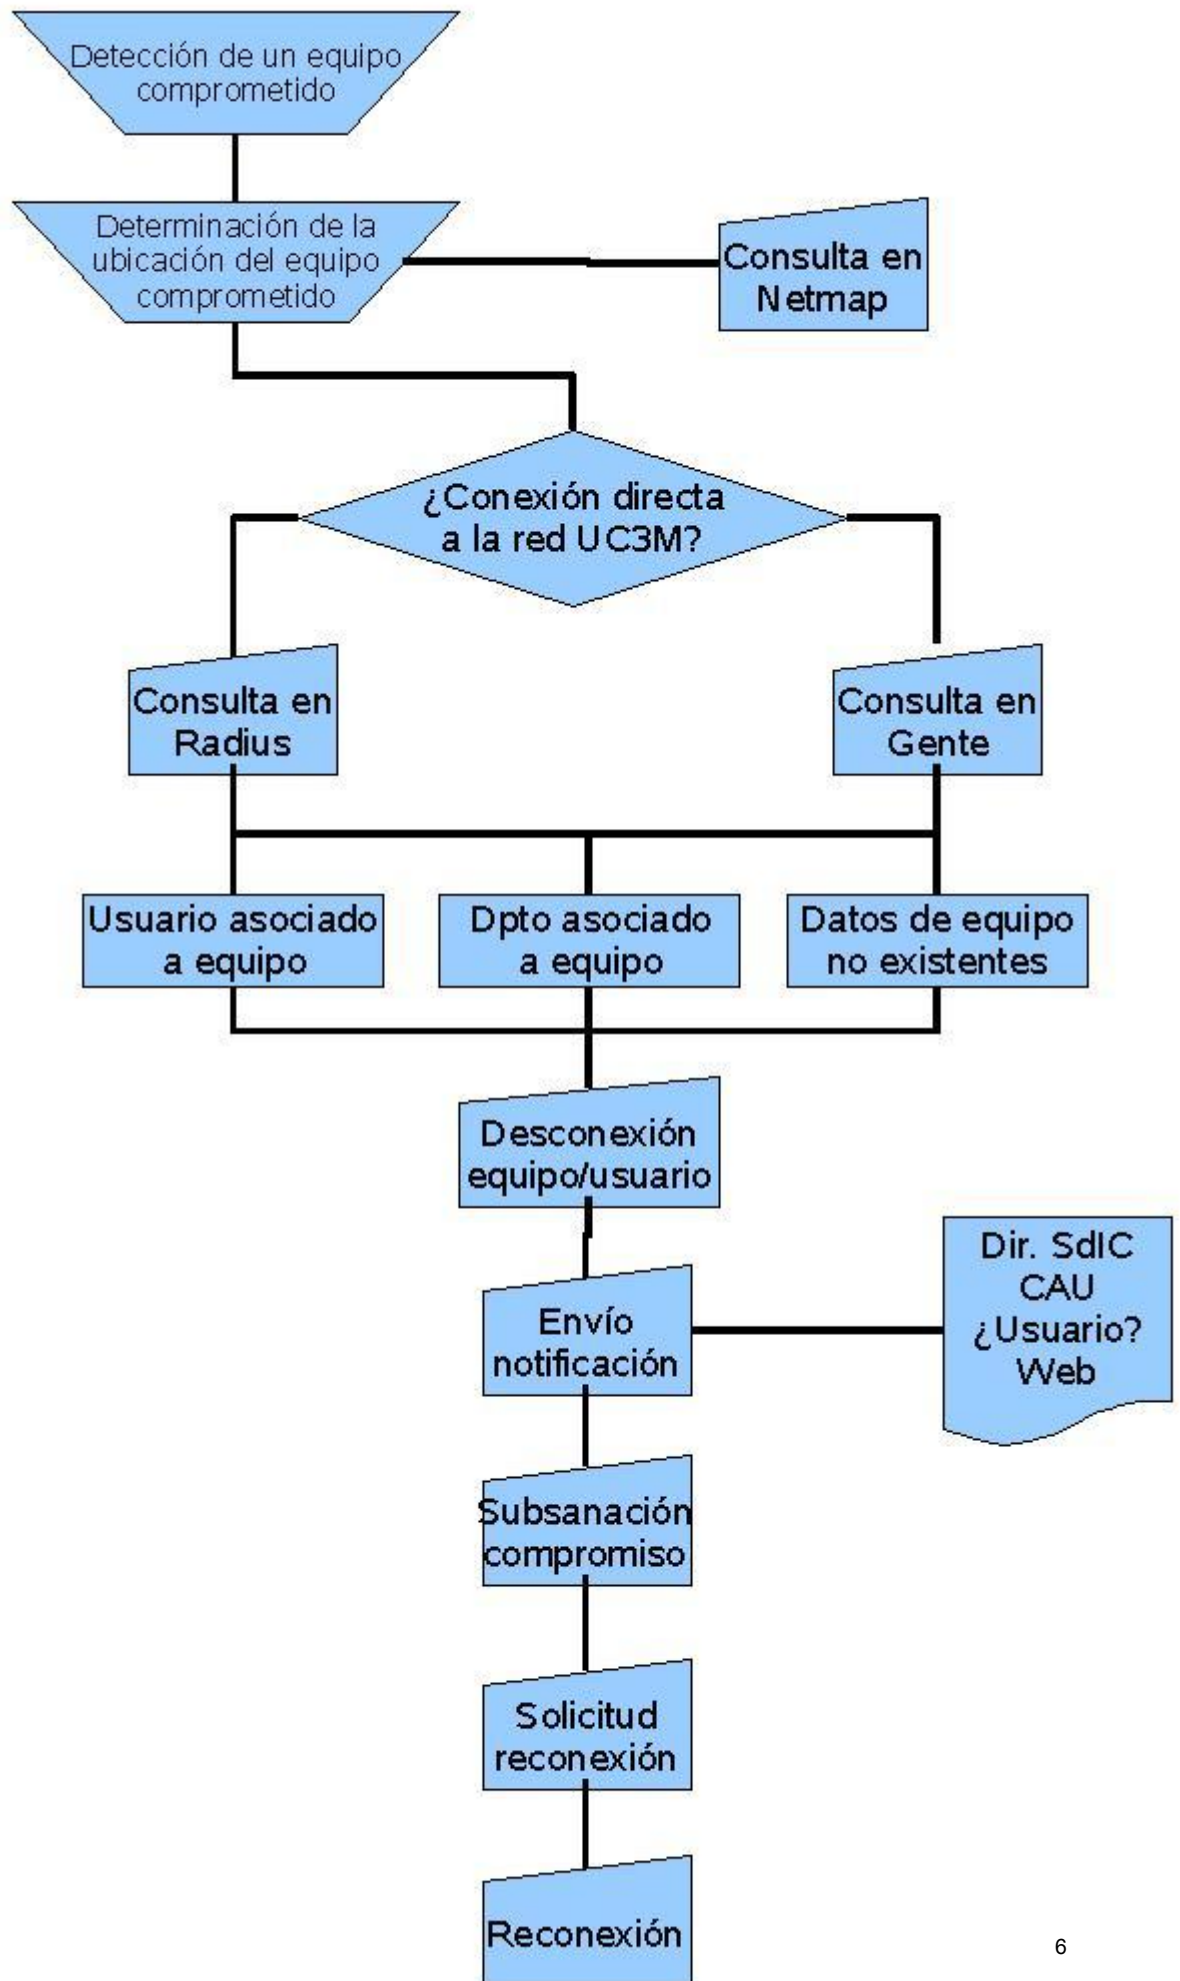 Detección de un equipo
comprometido
Determinación de la
ubicación del equipo
comprometido
Consulta en
Netmap
¿Conexión directa
a la red UC3M?
Consulta en
Radius
Consulta en
Gente
Usuario asociado
a equipo
Dpto asociado
a equipo
Datos de equipo
no existentes
Desconexión
equipo/usuario
Envío
notificación
Dir. SdIC
CAU
¿Usuario?
Web
Subsanación
compromiso
Solicitud
reconexión
Reconexión
6